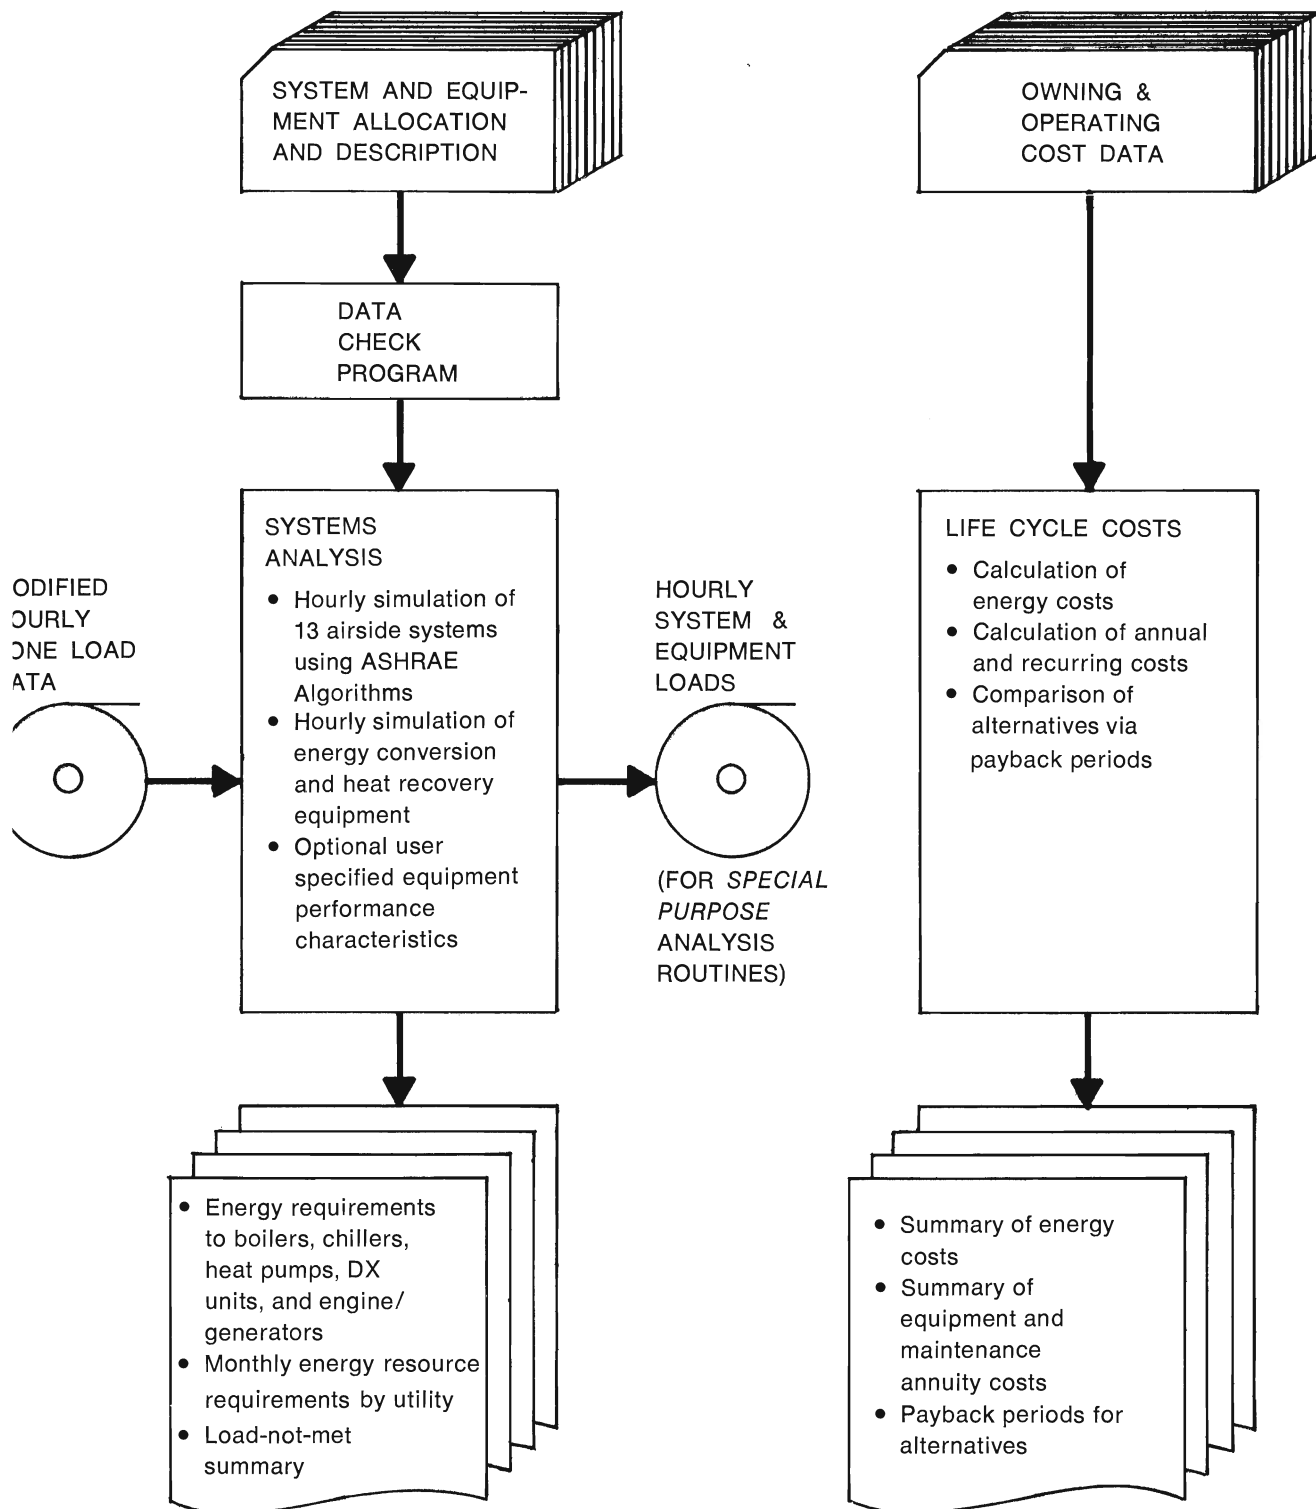 SYSTEM AND EQUIP-
MENT ALLOCATION
AND DESCRIPTION
DATA
CHECK
PROGRAM
ODIFIED
OURLY
ONE LOAD
ATA
SYSTEMS
ANALYSIS
• Hourly simulation of
13 airside systems
using ASHRAE
Algorithms
• Hourly simulation of
energy conversion
and heat recovery
equipment
• Optional user
specified equipment
performance
characteristics
HOURLY
SYSTEM &
EQUIPMENT
LOADS
(FOR SPECIAL
PURPOSE
ANALYSIS
ROUTINES)
• Energy requirements
to boilers, chillers,
heat pumps, DX
units, and engine/
generators
• Monthly energy resource
requirements by utility
• Load-not-met
summary
OWNING &
OPERATING
COST DATA
LIFE CYCLE COSTS
• Calculation of
energy costs
• Calculation of annual
and recurring costs
• Comparison of
alternatives via
payback periods
• Summary of energy
costs
• Summary of
equipment and
maintenance
annuity costs
• Payback periods for
alternatives